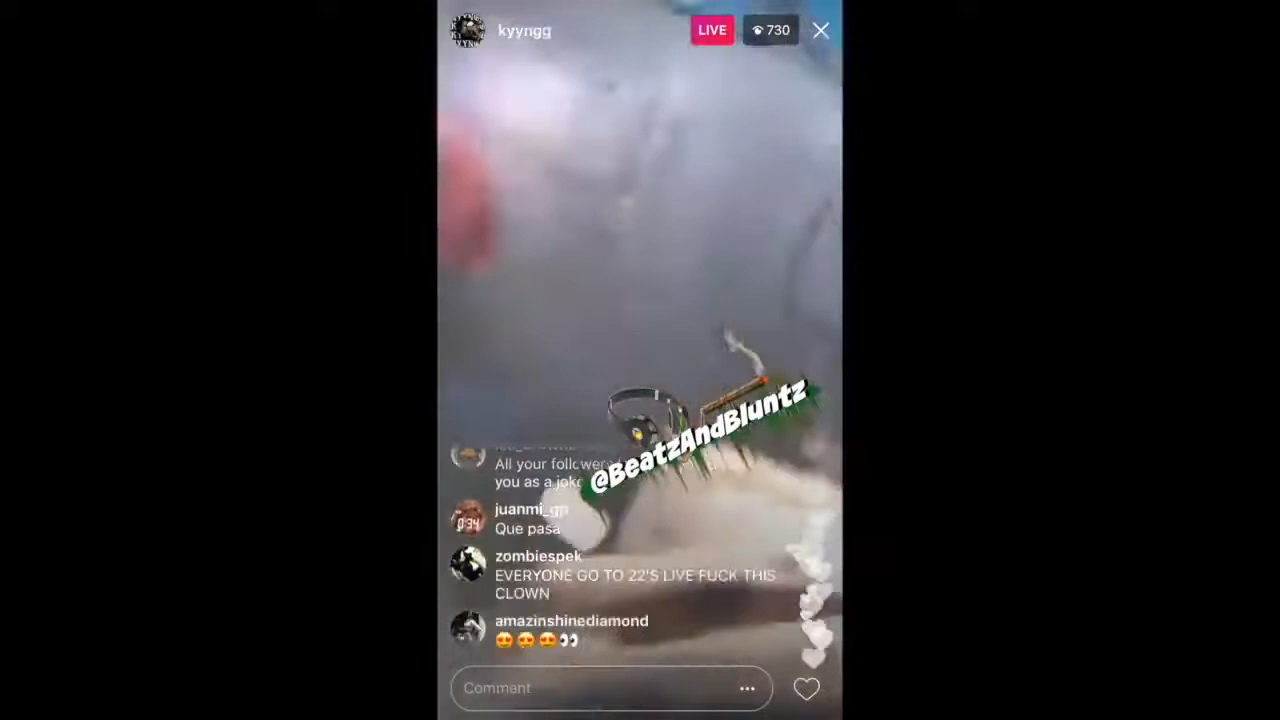 kyyngg
LIVE
730
@BeatzAndBluntz
All your follower
you as a joke
juanmi_gp
Que pasa
zombiespek
EVERYONE GO TO 22'S LIVE FUCK THIS
CLOWN
amazinshinediamond
😍😍😍👀
Comment